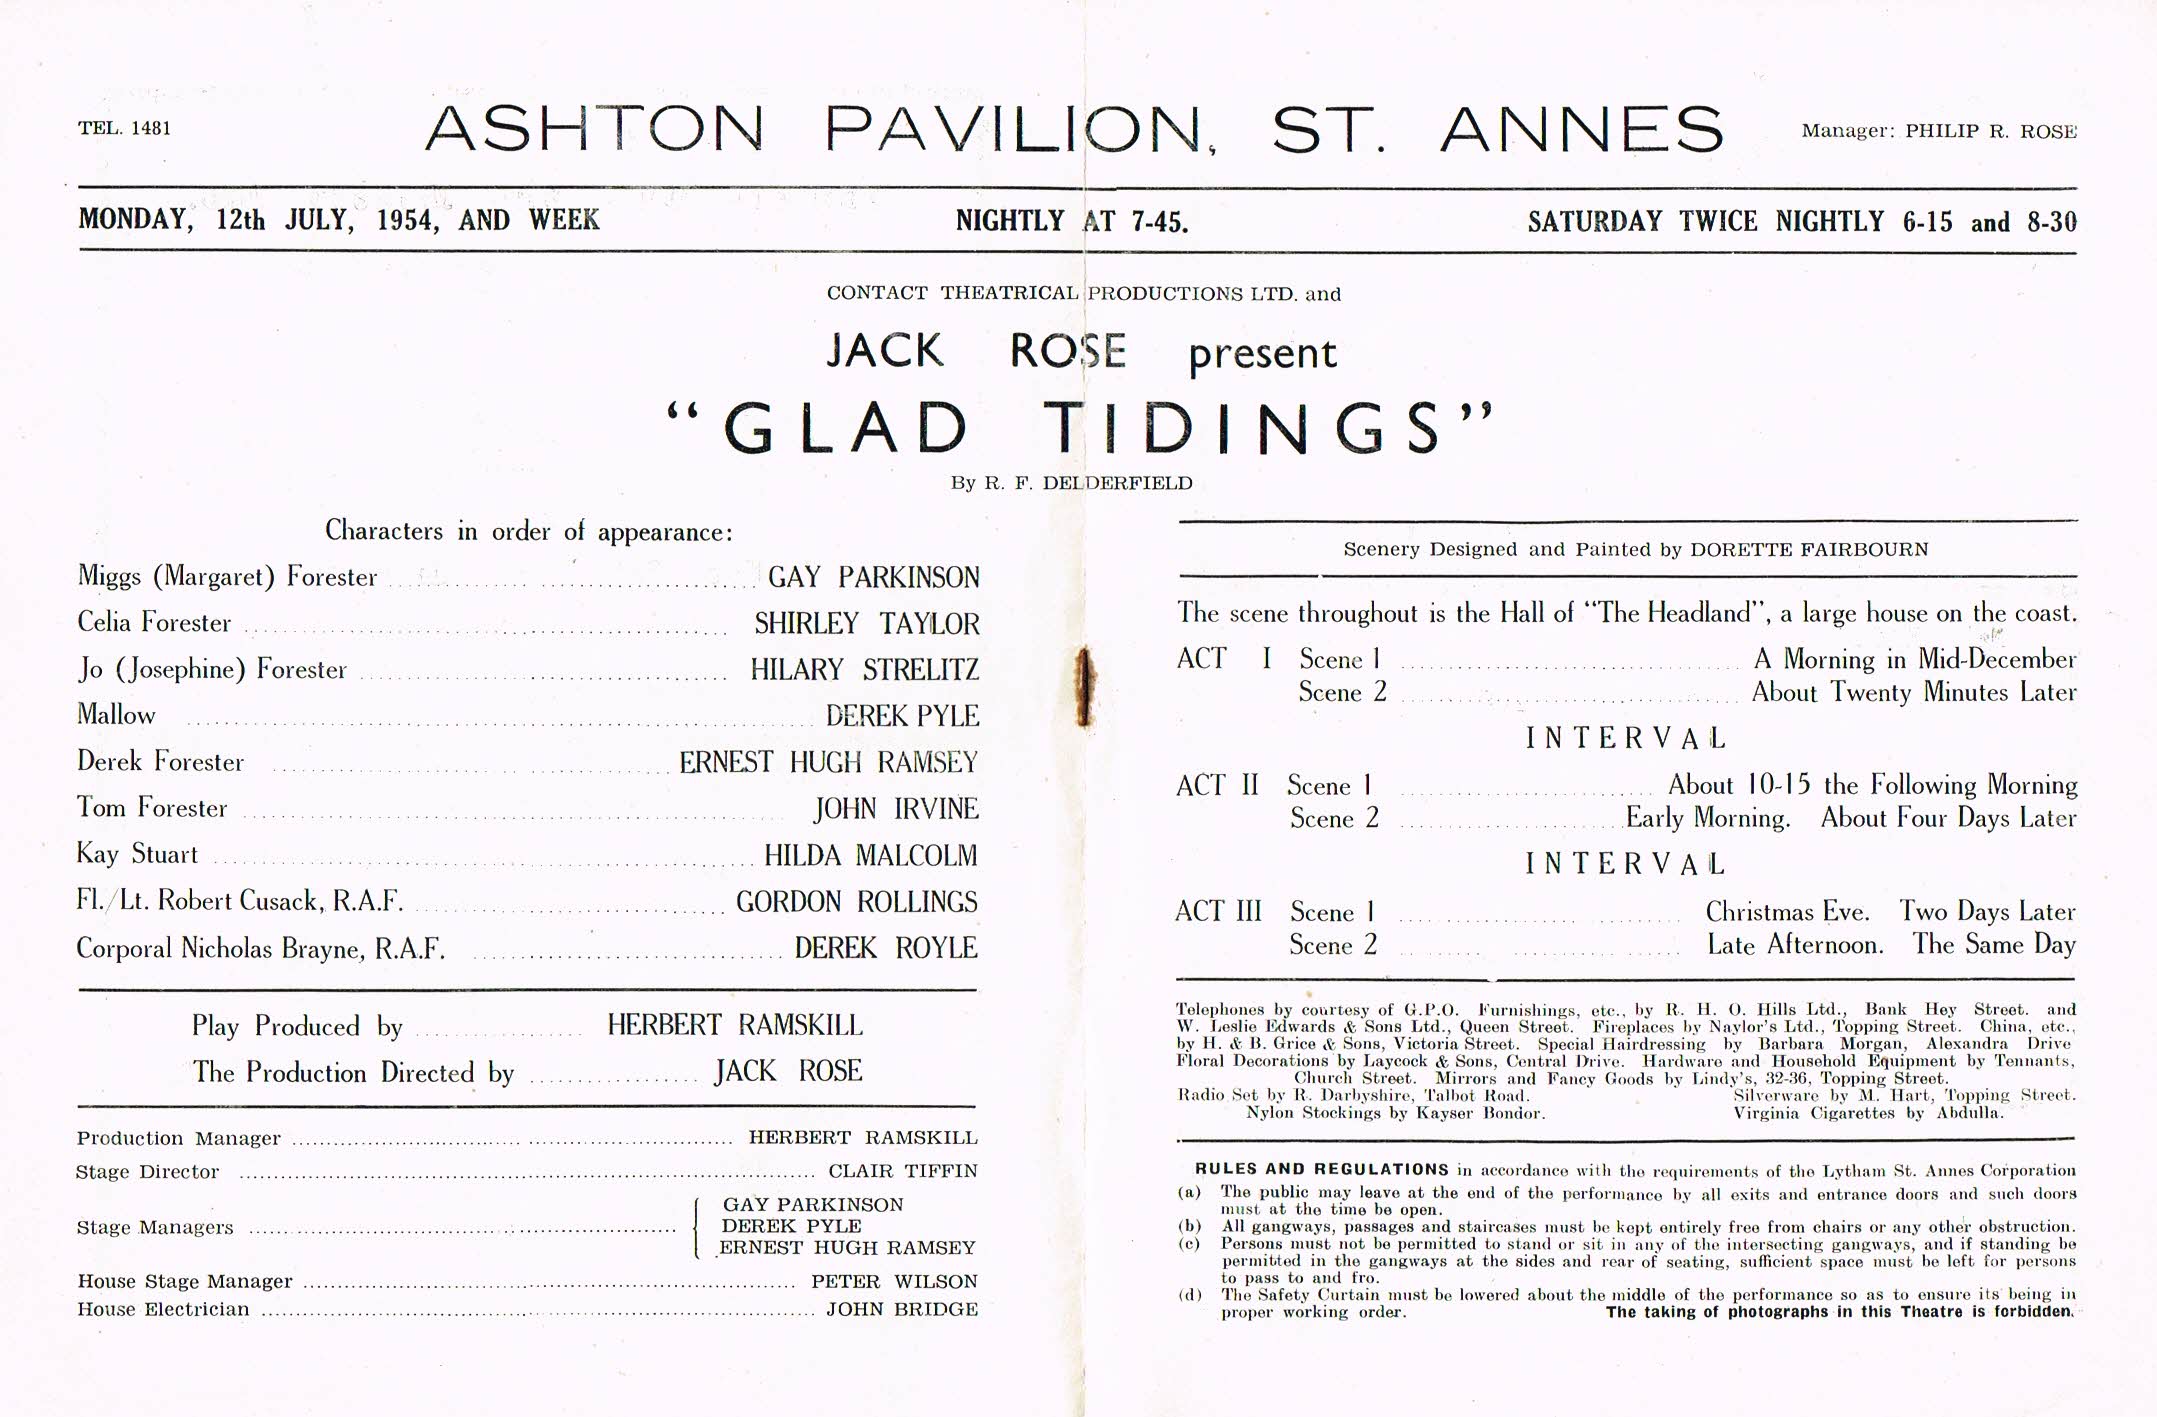 TEL. 1481
ASHTON PAVILION, ST. ANNES
Manager: PHILIP R. ROSE
MONDAY, 12th JULY, 1954, AND WEEK
NIGHTLY AT 7-45.
SATURDAY TWICE NIGHTLY 6-15 and 8-30
CONTACT THEATRICAL PRODUCTIONS LTD. and
JACK ROSE present
“GLAD TIDINGS”
By R. F. DELDERFIELD
Characters in order of appearance:
Miggs (Margaret) Forester ........ GAY PARKINSON
Celia Forester ........ SHIRLEY TAYLOR
Jo (Josephine) Forester ........ HILARY STRELITZ
Mallow ........ DEREK PYLE
Derek Forester ........ ERNEST HUGH RAMSEY
Tom Forester ........ JOHN IRVINE
Kay Stuart ........ HILDA MALCOLM
Fl./Lt. Robert Cusack, R.A.F. ........ GORDON ROLLINGS
Corporal Nicholas Brayne, R.A.F. ........ DEREK ROYLE
Play Produced by ........ HERBERT RAMSKILL
The Production Directed by ........ JACK ROSE
Production Manager ........ HERBERT RAMSKILL
Stage Director ........ CLAIR TIFFIN
GAY PARKINSON
Stage Managers ........ DEREK PYLE
ERNEST HUGH RAMSEY
House Stage Manager ........ PETER WILSON
House Electrician ........ JOHN BRIDGE
Scenery Designed and Painted by DORETTE FAIRBOURN
The scene throughout is the Hall of “The Headland”, a large house on the coast.
ACT I Scene 1 ........ A Morning in Mid-December
Scene 2 ........ About Twenty Minutes Later
INTERVAL
ACT II Scene 1 ........ About 10-15 the Following Morning
Scene 2 ........ Early Morning. About Four Days Later
INTERVAL
ACT III Scene 1 ........ Christmas Eve. Two Days Later
Scene 2 ........ Late Afternoon. The Same Day
Telephones by courtesy of G.P.O. Furnishings, etc., by R. H. O. Hills Ltd., Bank Hey Street. and
W. Leslie Edwards & Sons Ltd., Queen Street. Fireplaces by Naylor's Ltd., Topping Street. China, etc.,
by H. & B. Grice & Sons, Victoria Street. Special Hairdressing by Barbara Morgan, Alexandra Drive
Floral Decorations by Laycock & Sons, Central Drive. Hardware and Household Equipment by Tennants,
Church Street. Mirrors and Fancy Goods by Lindy's, 32-36, Topping Street.
Radio Set by R. Darbyshire, Talbot Road. Silverware by M. Hart, Topping Street.
Nylon Stockings by Kayser Bondor. Virginia Cigarettes by Abdulla.
RULES AND REGULATIONS in accordance with the requirements of the Lytham St. Annes Corporation
(a) The public may leave at the end of the performance by all exits and entrance doors and such doors
must at the time be open.
(b) All gangways, passages and staircases must be kept entirely free from chairs or any other obstruction.
(c) Persons must not be permitted to stand or sit in any of the intersecting gangways, and if standing be
permitted in the gangways at the sides and rear of seating, sufficient space must be left for persons
to pass to and fro.
(d) The Safety Curtain must be lowered about the middle of the performance so as to ensure its being in
proper working order. The taking of photographs in this Theatre is forbidden.